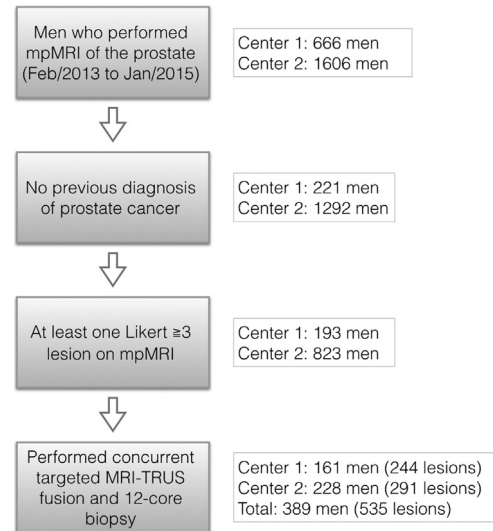 Men who performed
mpMRI of the prostate
(Feb/2013 to Jan/2015)
Center 1: 666 men
Center 2: 1606 men
No previous diagnosis
of prostate cancer
Center 1: 221 men
Center 2: 1292 men
At least one Likert ≥3
lesion on mpMRI
Center 1: 193 men
Center 2: 823 men
Performed concurrent
targeted MRI-TRUS
fusion and 12-core
biopsy
Center 1: 161 men (244 lesions)
Center 2: 228 men (291 lesions)
Total: 389 men (535 lesions)